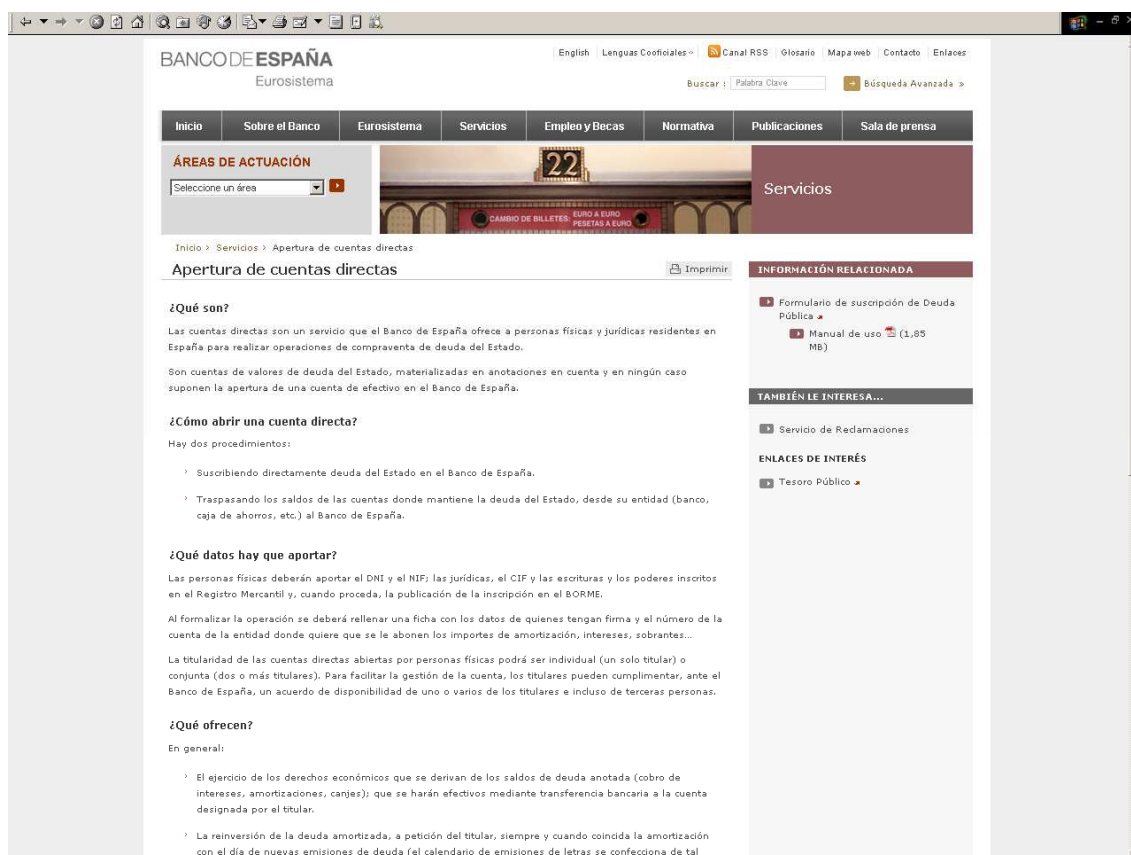 BANCODEESPAÑA
Eurosistema
English Lenguas Cooficiales Canal RSS Glosario Mapa web Contacto Enlaces
Buscar : Palabra Clave Búsqueda Avanzada »
Inicio Sobre el Banco Eurosistema Servicios Empleo y Becas Normativa Publicaciones Sala de prensa
ÁREAS DE ACTUACIÓN
Seleccione un área
22
CAMBIO DE BILLETES: EURO A EURO
PESETAS A EURO
Servicios
Inicio > Servicios > Apertura de cuentas directas
Apertura de cuentas directas
Imprimir
¿Qué son?
Las cuentas directas son un servicio que el Banco de España ofrece a personas físicas y jurídicas residentes en
España para realizar operaciones de compraventa de deuda del Estado.
Son cuentas de valores de deuda del Estado, materializadas en anotaciones en cuenta y en ningún caso
suponen la apertura de una cuenta de efectivo en el Banco de España.
¿Cómo abrir una cuenta directa?
Hay dos procedimientos:
› Suscribiendo directamente deuda del Estado en el Banco de España.
› Traspasando los saldos de las cuentas donde mantiene la deuda del Estado, desde su entidad (banco,
caja de ahorros, etc.) al Banco de España.
¿Qué datos hay que aportar?
Las personas físicas deberán aportar el DNI y el NIF; las jurídicas, el CIF y las escrituras y los poderes inscritos
en el Registro Mercantil y, cuando proceda, la publicación de la inscripción en el BORME.
Al formalizar la operación se deberá rellenar una ficha con los datos de quienes tengan firma y el número de la
cuenta de la entidad donde quiere que se le abonen los importes de amortización, intereses, sobrantes...
La titularidad de las cuentas directas abiertas por personas físicas podrá ser individual (un solo titular) o
conjunta (dos o más titulares). Para facilitar la gestión de la cuenta, los titulares pueden cumplimentar, ante el
Banco de España, un acuerdo de disponibilidad de uno o varios de los titulares e incluso de terceras personas.
¿Qué ofrecen?
En general:
› El ejercicio de los derechos económicos que se derivan de los saldos de deuda anotada (cobro de
intereses, amortizaciones, canjes); que se harán efectivos mediante transferencia bancaria a la cuenta
designada por el titular.
› La reinversión de la deuda amortizada, a petición del titular, siempre y cuando coincida la amortización
con el día de nuevas emisiones de deuda (el calendario de emisiones de letras se confecciona de tal
INFORMACIÓN RELACIONADA
Formulario de suscripción de Deuda
Pública
Manual de uso (1,85
MB)
TAMBIÉN LE INTERESA...
Servicio de Reclamaciones
ENLACES DE INTERÉS
Tesoro Público